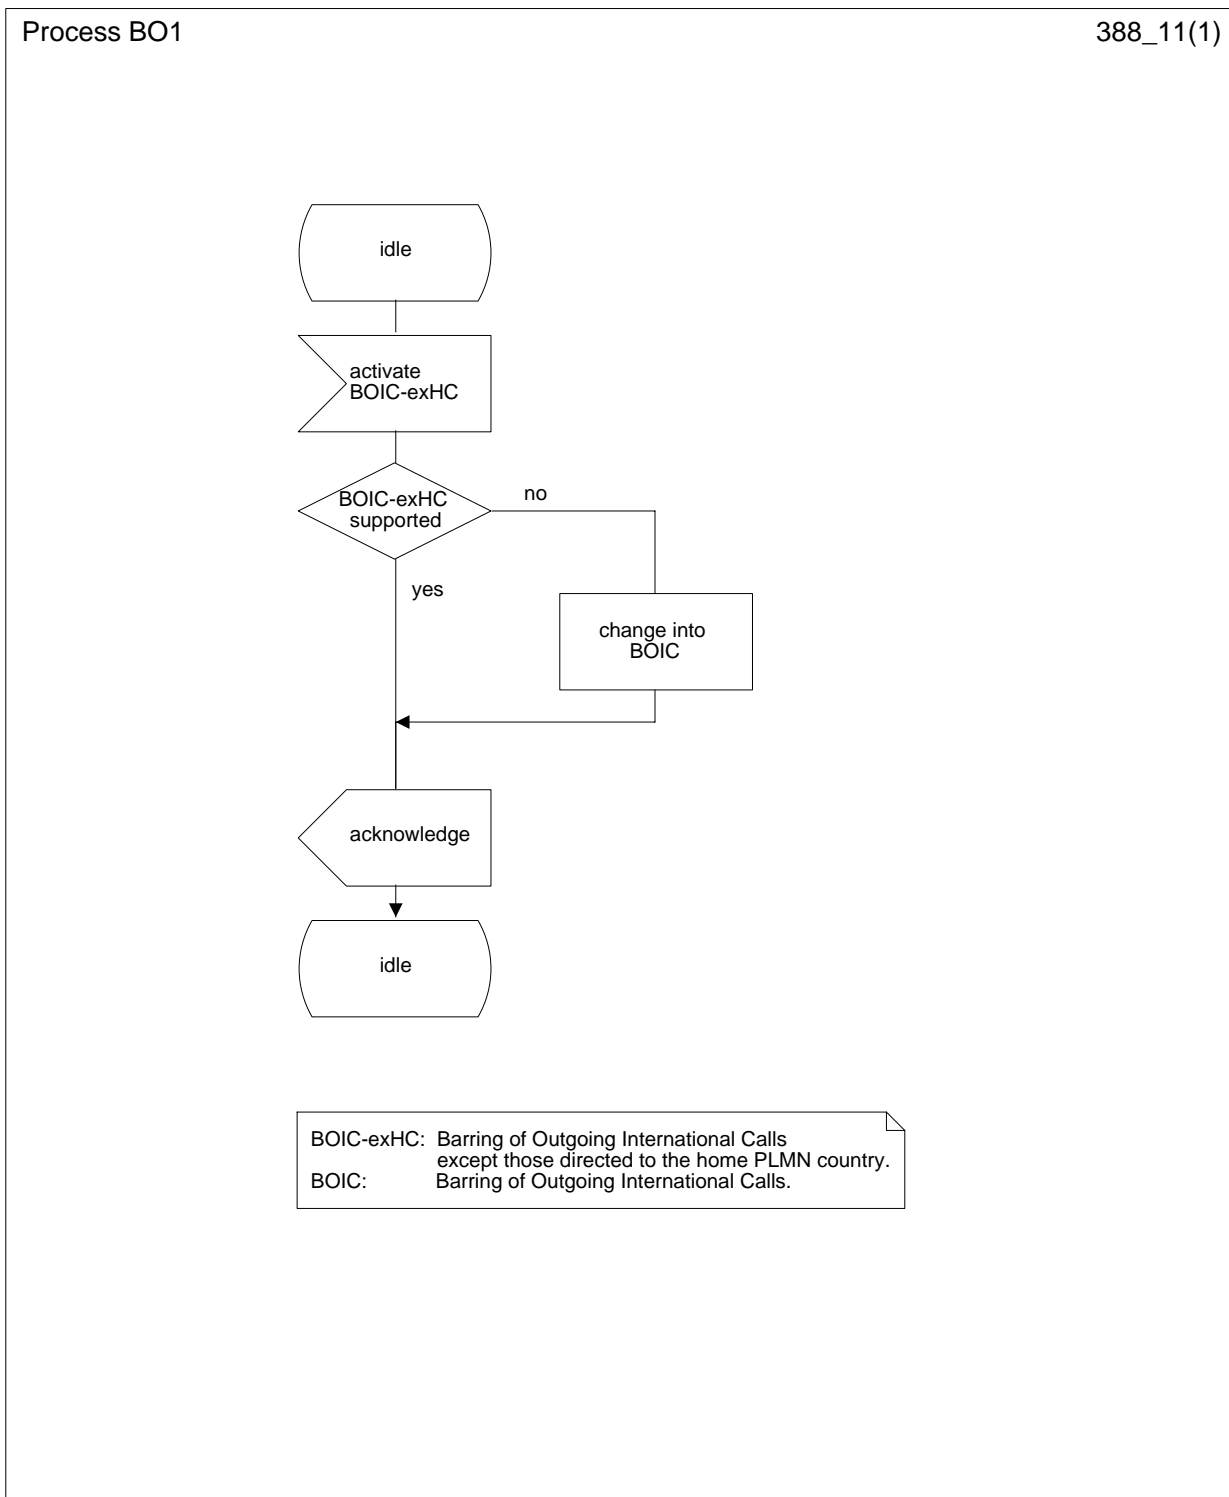 Process BO1
388_11(1)
idle
activate
BOIC-exHC
BOIC-exHC
supported
no
yes
change into
BOIC
acknowledge
idle
BOIC-exHC: Barring of Outgoing International Calls
except those directed to the home PLMN country.
BOIC: Barring of Outgoing International Calls.